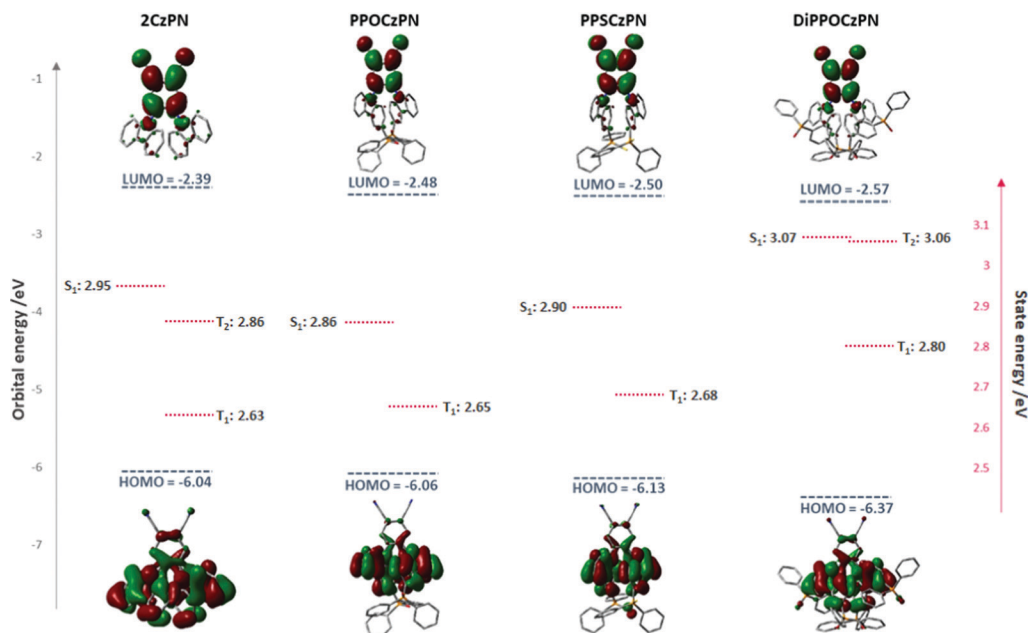 2CzPN
PPOCzPN
PPSCzPN
DiPPOCzPN
Orbital energy /eV
-1
-2
-3
-4
-5
-6
-7
LUMO = -2.39
LUMO = -2.48
LUMO = -2.50
LUMO = -2.57
S₁: 2.95
T₂: 2.86
T₁: 2.63
S₁: 2.86
T₁: 2.65
S₁: 2.90
T₁: 2.68
S₁: 3.07
T₂: 3.06
T₁: 2.80
HOMO = -6.04
HOMO = -6.06
HOMO = -6.13
HOMO = -6.37
3.1
3
2.9
2.8
2.7
2.6
2.5
State energy /eV